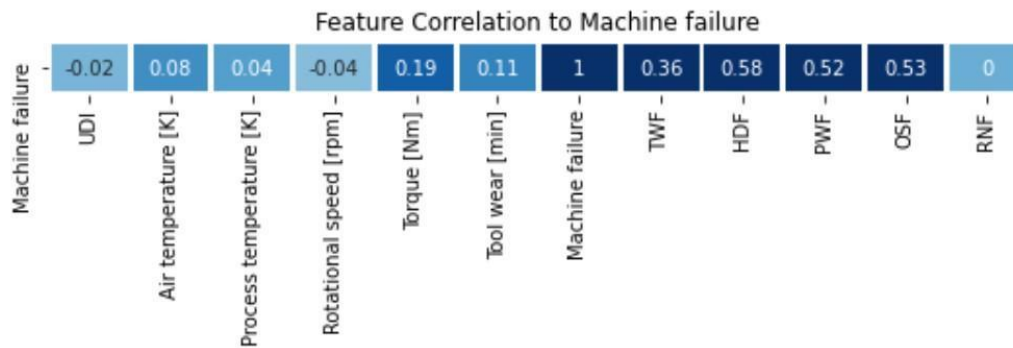 Feature Correlation to Machine failure
Machine failure
-0.02 0.08 0.04 -0.04 0.19 0.11 1 0.36 0.58 0.52 0.53 0
UDI
Air temperature [K]
Process temperature [K]
Rotational speed [rpm]
Torque [Nm]
Tool wear [min]
Machine failure
TWF
HDF
PWF
OSF
RNF